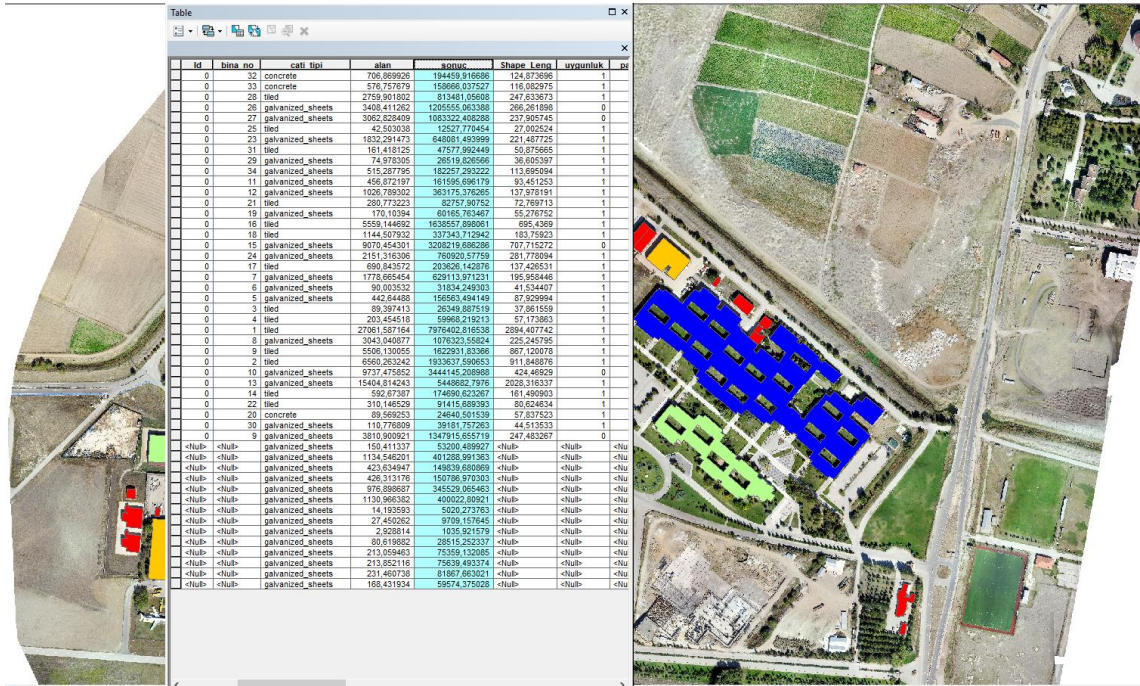 Table
Id bina_no cati_tipi alan sonuc Shape_Leng uygunluk pa
0 32 concrete 706,869926 194459,916686 124,873696 1
0 33 concrete 576,757679 158666,037527 116,082975 1
0 28 tiled 2759,901802 813481,05608 247,633673 1
0 26 galvanized_sheets 3408,411262 1205555,063388 266,261898 0
0 27 galvanized_sheets 3062,828409 1083322,408288 237,905745 0
0 25 tiled 42,503038 12527,770454 27,002524 1
0 23 galvanized_sheets 1832,291473 648081,493999 221,487725 1
0 31 tiled 161,418125 47577,992449 50,875665 1
0 29 galvanized_sheets 74,978305 26519,826566 36,605397 1
0 34 galvanized_sheets 515,287795 182257,293222 113,695094 1
0 11 galvanized_sheets 456,872197 161595,696179 93,451253 1
0 12 galvanized_sheets 1026,789302 363175,376265 137,978191 1
0 21 tiled 280,773223 82757,90752 72,769713 1
0 19 galvanized_sheets 170,10394 60165,763467 55,276752 1
0 16 tiled 5559,144692 1638557,898061 695,4369 1
0 18 tiled 1144,507932 337343,712942 183,75923 1
0 15 galvanized_sheets 9070,454301 3208219,686286 707,715272 0
0 24 galvanized_sheets 2151,316306 760920,57759 281,778094 1
0 17 tiled 690,843572 203626,142876 137,426531 1
0 7 galvanized_sheets 1778,665454 629113,971231 195,958446 1
0 6 galvanized_sheets 90,003532 31834,249303 41,534407 1
0 5 galvanized_sheets 442,64488 156563,494149 87,929994 1
0 3 tiled 89,397413 26349,887519 37,861559 1
0 4 tiled 203,454518 59968,219213 57,173863 1
0 1 tiled 27061,587164 7976402,816538 2894,407742 1
0 8 galvanized_sheets 3043,040877 1076323,55824 225,245795 1
0 9 tiled 5506,130055 1622931,83366 867,120078 1
0 2 tiled 6560,263242 1933637,590653 911,848876 1
0 10 galvanized_sheets 9737,475852 3444145,208988 424,46929 0
0 13 galvanized_sheets 15404,814243 5448682,7976 2028,316337 1
0 14 tiled 592,67387 174690,623267 161,490903 1
0 22 tiled 310,146529 91415,689393 80,624634 1
0 20 concrete 89,569253 24640,501539 57,837523 1
0 30 galvanized_sheets 110,776809 39181,757263 44,513533 1
0 9 galvanized_sheets 3810,900921 1347915,655719 247,483267 0
<Null> <Null> galvanized_sheets 150,411337 53200,489927 <Null> <Null> <Nu
<Null> <Null> galvanized_sheets 1134,546201 401288,991363 <Null> <Null> <Nu
<Null> <Null> galvanized_sheets 423,634947 149839,680869 <Null> <Null> <Nu
<Null> <Null> galvanized_sheets 426,313176 150786,970303 <Null> <Null> <Nu
<Null> <Null> galvanized_sheets 976,898687 345529,065463 <Null> <Null> <Nu
<Null> <Null> galvanized_sheets 1130,966382 400022,80921 <Null> <Null> <Nu
<Null> <Null> galvanized_sheets 14,193593 5020,273763 <Null> <Null> <Nu
<Null> <Null> galvanized_sheets 27,450262 9709,157645 <Null> <Null> <Nu
<Null> <Null> galvanized_sheets 2,928814 1035,921579 <Null> <Null> <Nu
<Null> <Null> galvanized_sheets 80,619882 28515,252337 <Null> <Null> <Nu
<Null> <Null> galvanized_sheets 213,059463 75359,132085 <Null> <Null> <Nu
<Null> <Null> galvanized_sheets 213,852116 75639,493374 <Null> <Null> <Nu
<Null> <Null> galvanized_sheets 231,460738 81867,663021 <Null> <Null> <Nu
<Null> <Null> galvanized_sheets 168,431934 59574,375028 <Null> <Null> <Nu